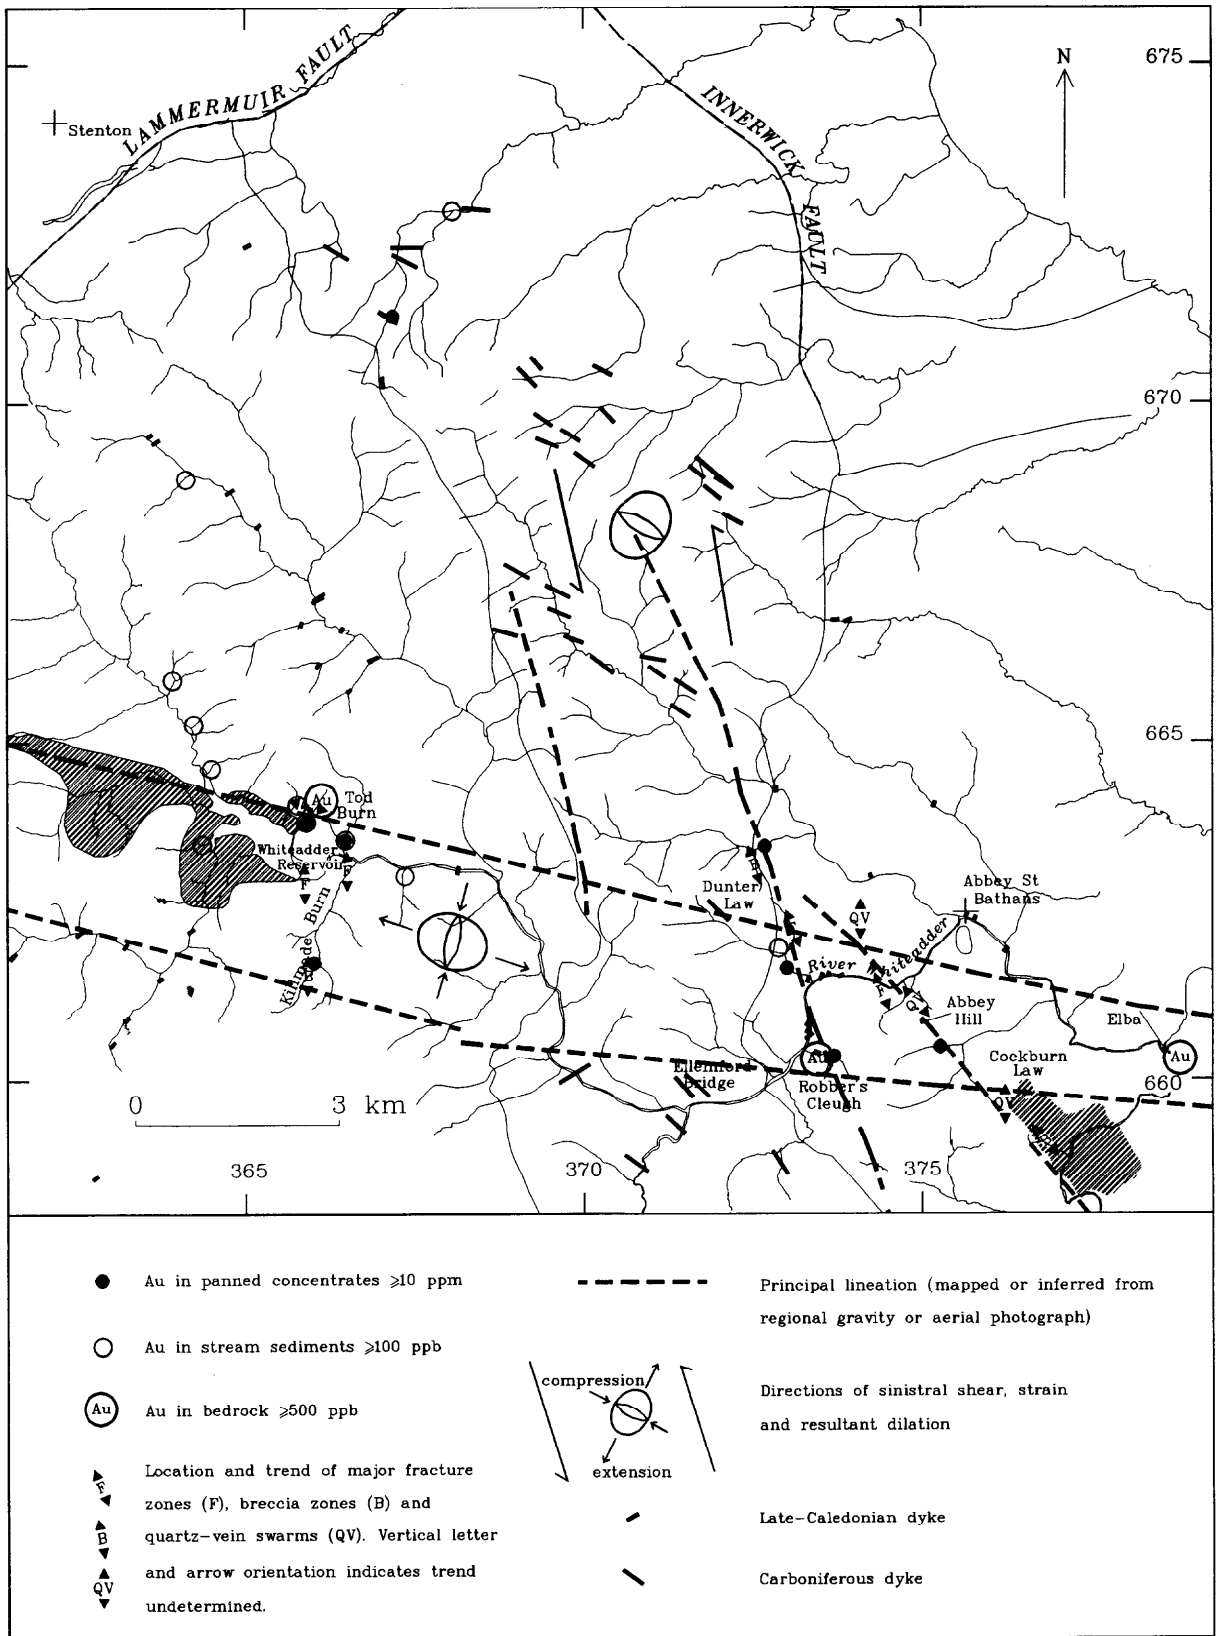 675
N
LAMMERMUIR FAULT
INNERWICK FAULT
Stenton
670
665
Au
Tod
Burn
Whiteadder
Reservoir
F
F
B
Kinmede Burn
B
Dunter
Law
QV
Abbey St
Bathans
River Whiteadder
F
QV
Abbey
Hill
Elba
Au
Ellemford
Bridge
Au
Robber's
Cleugh
Cockburn
Law
QV
660
0 3 km
365
370
375
Au in panned concentrates ⩾10 ppm
Au in stream sediments ⩾100 ppb
Au
Au in bedrock ⩾500 ppb
F
B
QV
Location and trend of major fracture
zones (F), breccia zones (B) and
quartz-vein swarms (QV). Vertical letter
and arrow orientation indicates trend
undetermined.
Principal lineation (mapped or inferred from
regional gravity or aerial photograph)
compression
extension
Directions of sinistral shear, strain
and resultant dilation
Late-Caledonian dyke
Carboniferous dyke